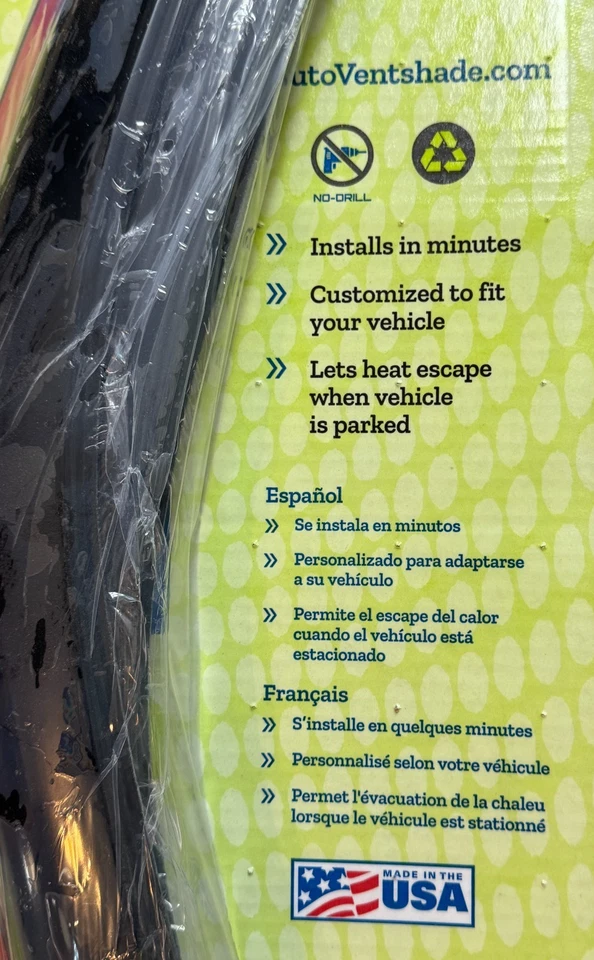 utoVentshade.com
NO-DRILL
Installs in minutes
Customized to fit
your vehicle
Lets heat escape
when vehicle
is parked
Español
Se instala en minutos
Personalizado para adaptarse
a su vehículo
Permite el escape del calor
cuando el vehículo está
estacionado
Français
S'installe en quelques minutes
Personnalisé selon votre véhicule
Permet l'évacuation de la chaleu
lorsque le véhicule est stationné
MADE IN THE
USA